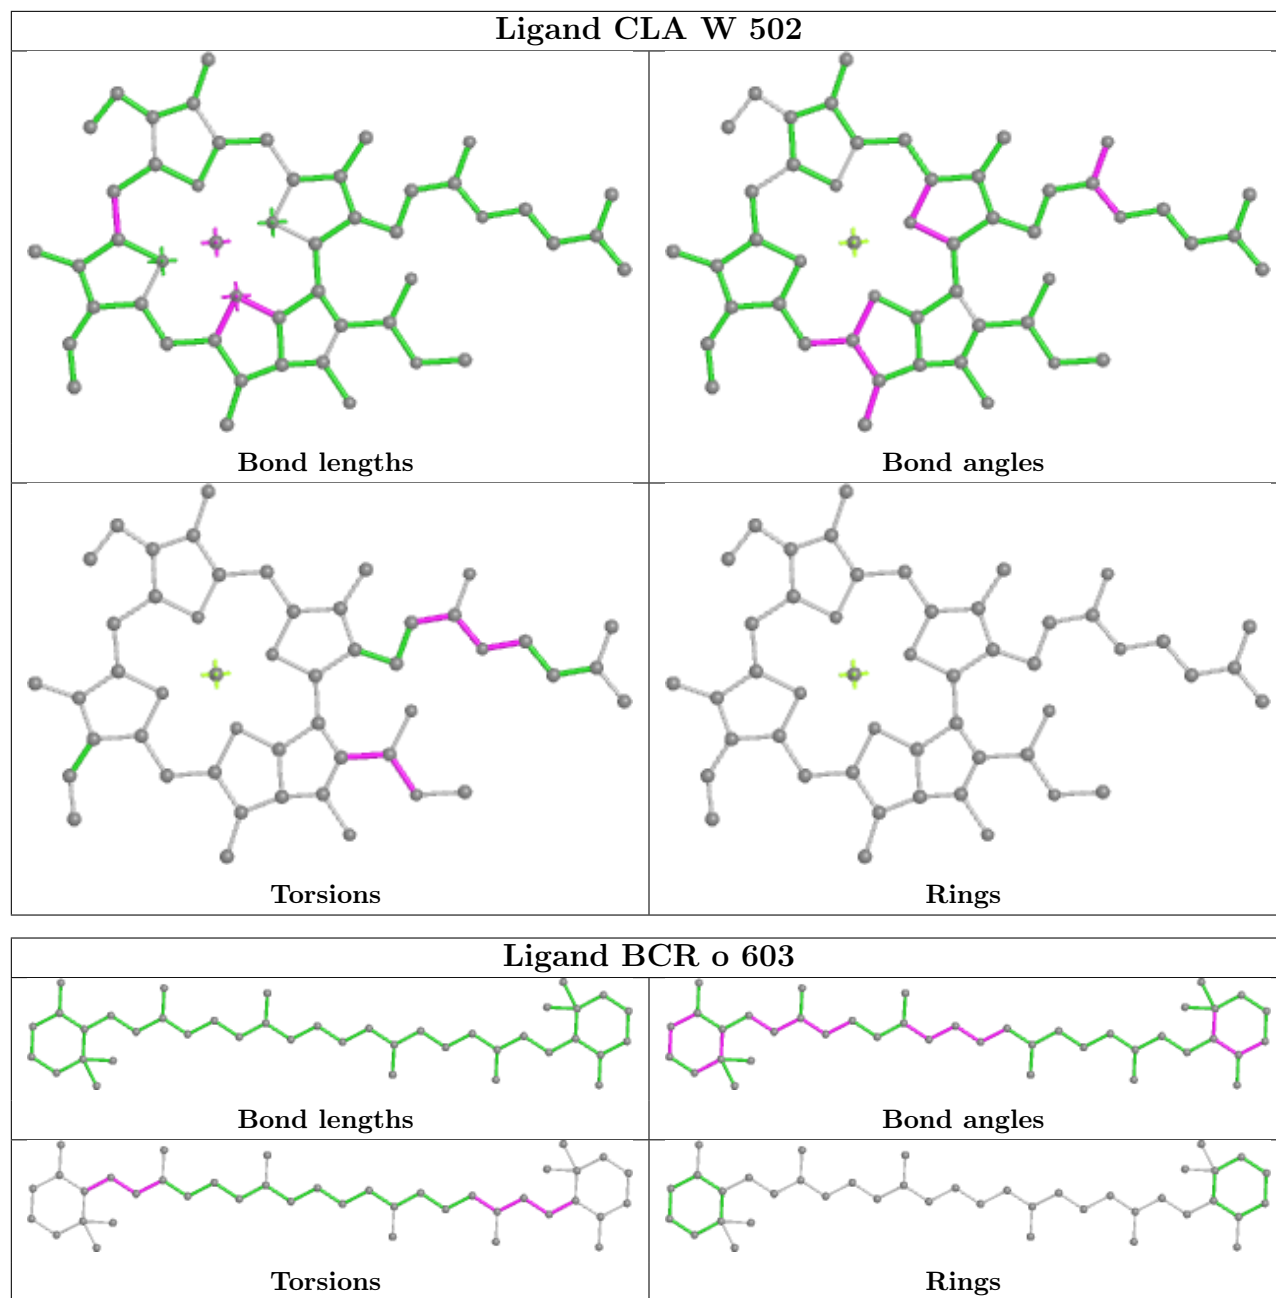 Ligand CLA W 502
Bond lengths
Bond angles
Torsions
Rings
Ligand BCR o 603
Bond lengths
Bond angles
Torsions
Rings